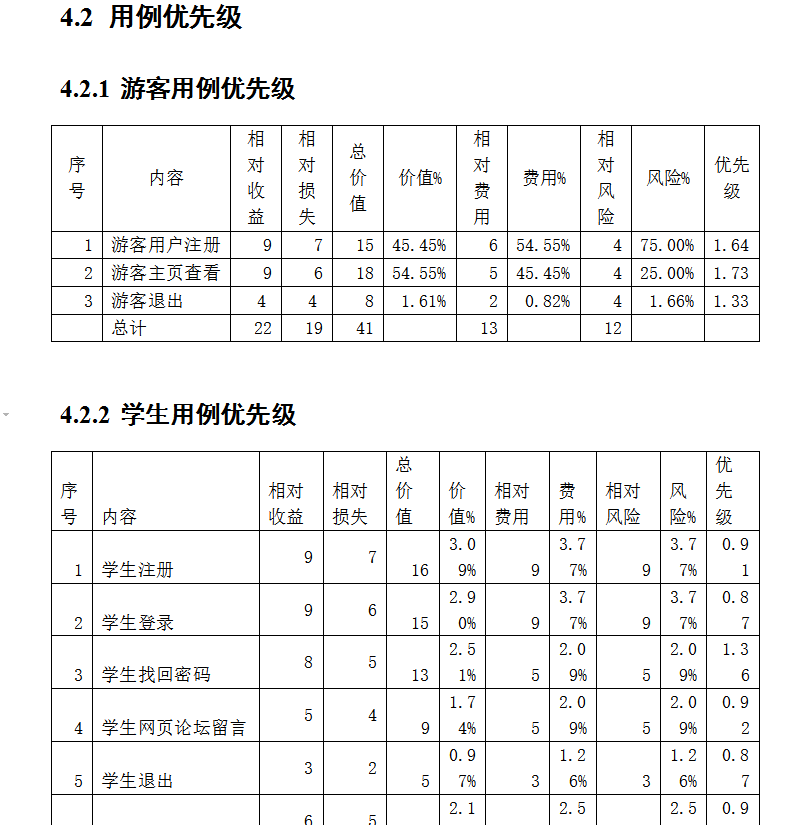 4.2 用例优先级
4.2.1 游客用例优先级
序号 内容 相对收益 相对损失 总价值 价值% 相对费用 费用% 相对风险 风险% 优先级
1 游客用户注册 9 7 15 45.45% 6 54.55% 4 75.00% 1.64
2 游客主页查看 9 6 18 54.55% 5 45.45% 4 25.00% 1.73
3 游客退出 4 4 8 1.61% 2 0.82% 4 1.66% 1.33
总计 22 19 41 13 12
4.2.2 学生用例优先级
序号 内容 相对收益 相对损失 总价值 价值% 相对费用 费用% 相对风险 风险% 优先级
1 学生注册 9 7 16 3.09% 9 3.77% 9 3.77% 0.91
2 学生登录 9 6 15 2.90% 9 3.77% 9 3.77% 0.87
3 学生找回密码 8 5 13 2.51% 5 2.09% 5 2.09% 1.36
4 学生网页论坛留言 5 4 9 1.74% 5 2.09% 5 2.09% 0.92
5 学生退出 3 2 5 0.97% 3 1.26% 3 1.26% 0.87
6 5 2.1 2.5 2.5 0.9